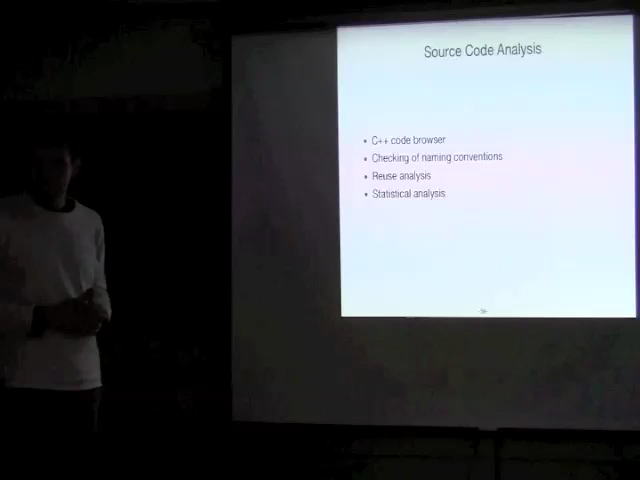 Source Code Analysis
• C++ code browser
• Checking of naming conventions
• Reuse analysis
• Statistical analysis